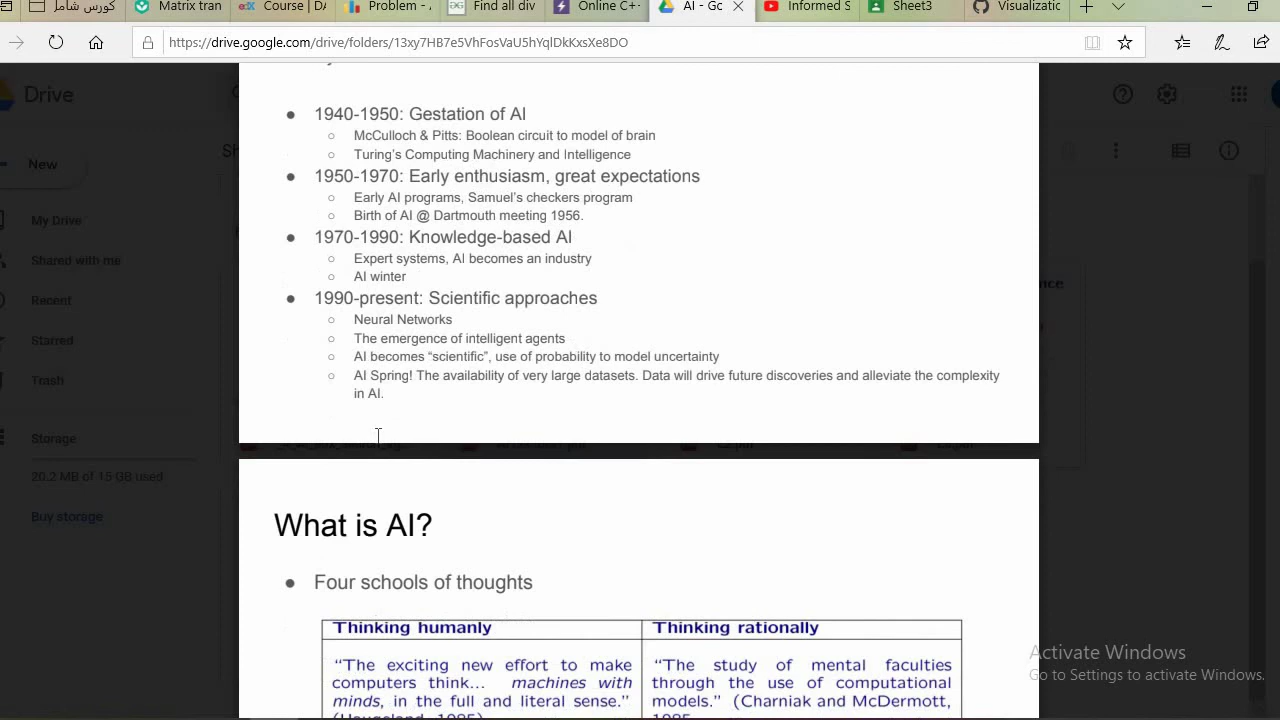 كورس شامل
Matrix tran
Course DA
Problem -
Find all div
Online C+
AI - Go
Informed S
Sheet3
Visualizatic
https://drive.google.com/drive/folders/13xy7HB7e5VhFosVaU5hYqlDkKxsXe8DO
Drive
New
My Drive
Shared with me
Recent
Starred
Trash
Storage
20.2 MB of 15 GB used
Buy storage
1940-1950: Gestation of AI
McCulloch & Pitts: Boolean circuit to model of brain
Turing's Computing Machinery and Intelligence
1950-1970: Early enthusiasm, great expectations
Early AI programs, Samuel's checkers program
Birth of AI @ Dartmouth meeting 1956.
1970-1990: Knowledge-based AI
Expert systems, AI becomes an industry
AI winter
1990-present: Scientific approaches
Neural Networks
The emergence of intelligent agents
AI becomes “scientific”, use of probability to model uncertainty
AI Spring! The availability of very large datasets. Data will drive future discoveries and alleviate the complexity
in AI.
What is AI?
Four schools of thoughts
Thinking humanly
“The exciting new effort to make
computers think... machines with
minds, in the full and literal sense.”
Thinking rationally
“The study of mental faculties
through the use of computational
models.” (Charniak and McDermott,
Activate Windows
Go to Settings to activate Windows.